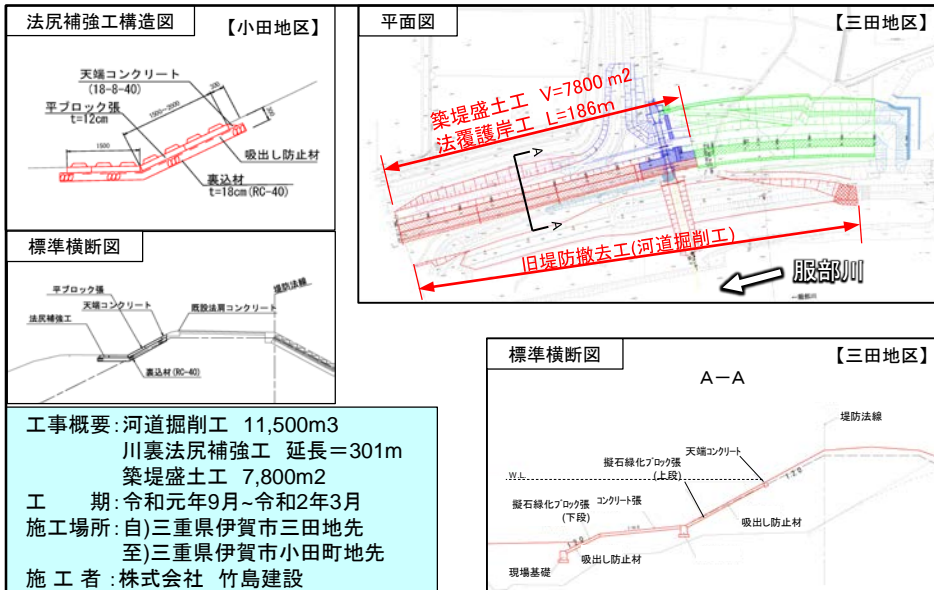 法尻補強工構造図
【小田地区】
天端コンクリート
(18-8-40)
平ブロック張
t=12cm
1500~2000
200
200
1500
吸出し防止材
裏込材
t=18cm(RC-40)
標準横断図
平ブロック張
天端コンクリート
法尻補強工
既設法肩コンクリート
堤防法線
裏込材(RC-40)
工事概要:河道掘削工 11,500m3
川裏法尻補強工 延長=301m
築堤盛土工 7,800m2
工 期:令和元年9月~令和2年3月
施工場所:自)三重県伊賀市三田地先
至)三重県伊賀市小田町地先
施 工 者 :株式会社 竹島建設
平面図
【三田地区】
築堤盛土工 V=7800 m2
法覆護岸工 L=186m
A
A
旧堤防撤去工(河道掘削工)
服部川
標準横断図
【三田地区】
A-A
堤防法線
天端コンクリート
擬石緑化ブロック張
(上段)
W.L
1:2.0
擬石緑化ブロック張
(下段)
コンクリート張
吸出し防止材
吸出し防止材
現場基礎